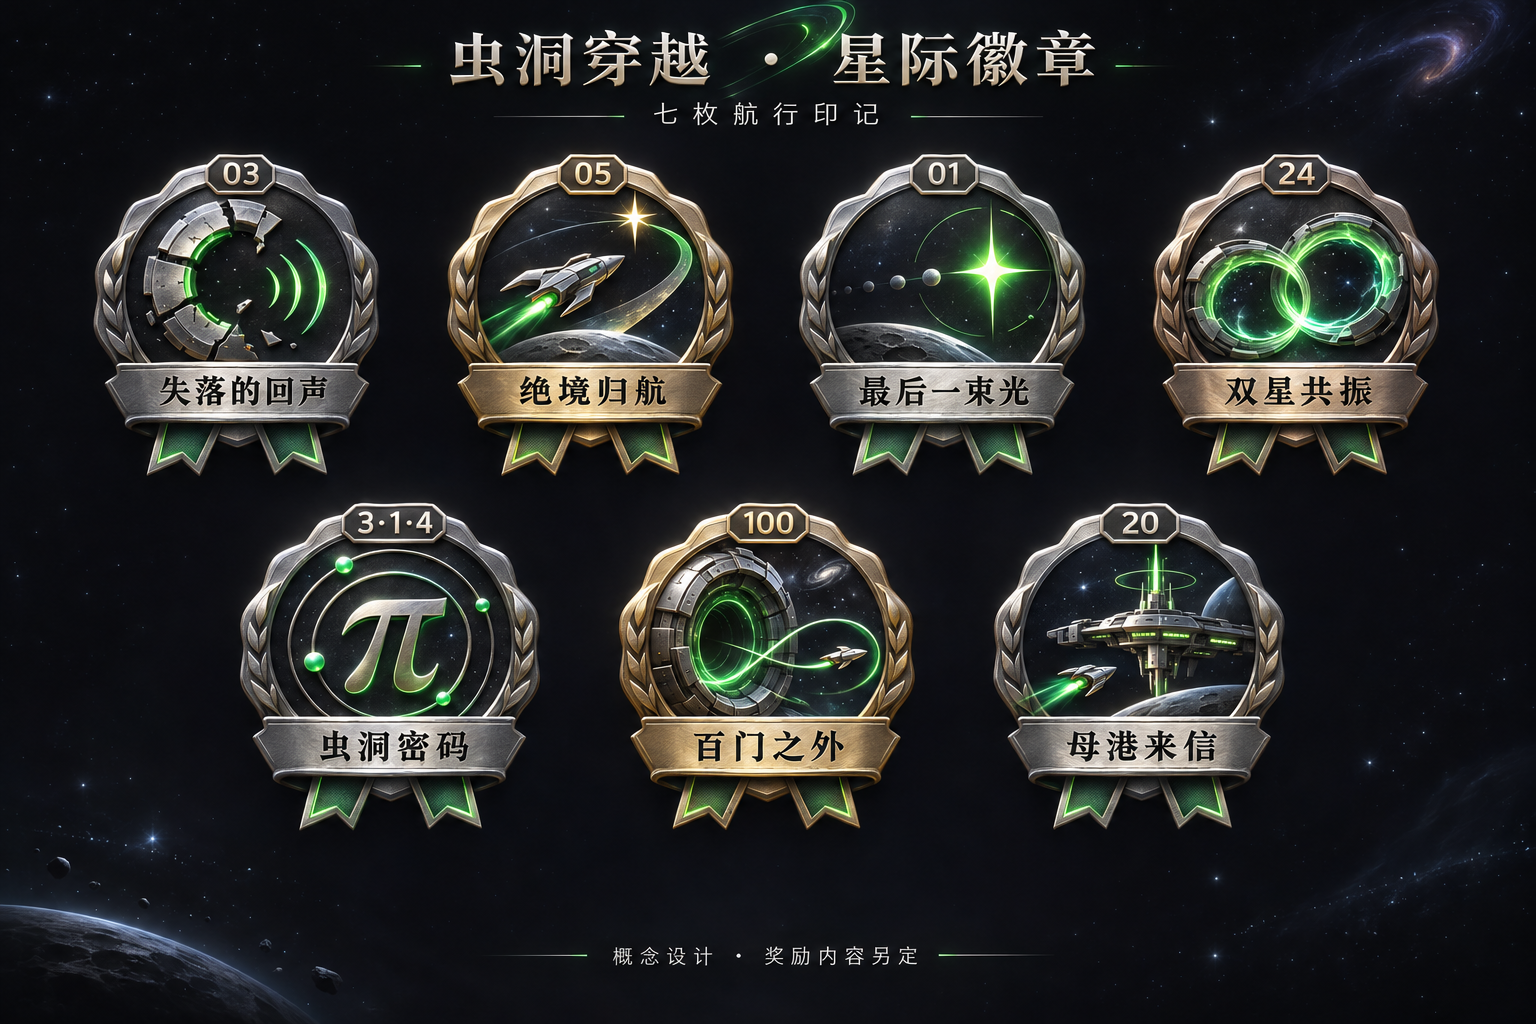 虫洞穿越 · 星际徽章
七枚航行印记
03
失落的回声
05
绝境归航
01
最后一束光
24
双星共振
3·1·4
π
虫洞密码
100
百门之外
20
母港来信
概念设计 · 奖励内容另定